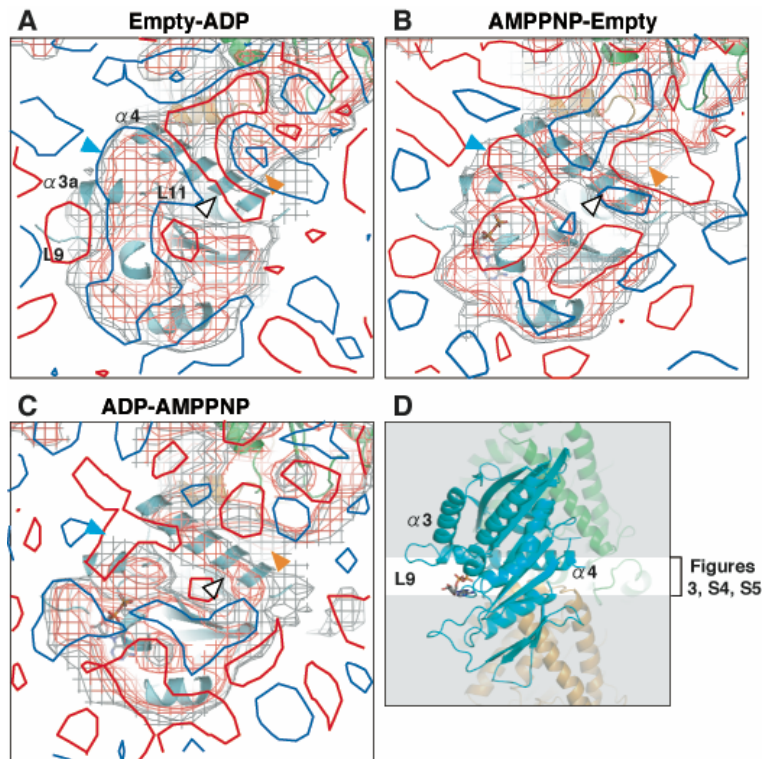 A Empty-ADP
B AMPPNP-Empty
α4
α3a
L11
L9
C ADP-AMPPNP
D
α3
L9
α4
Figures
3, S4, S5